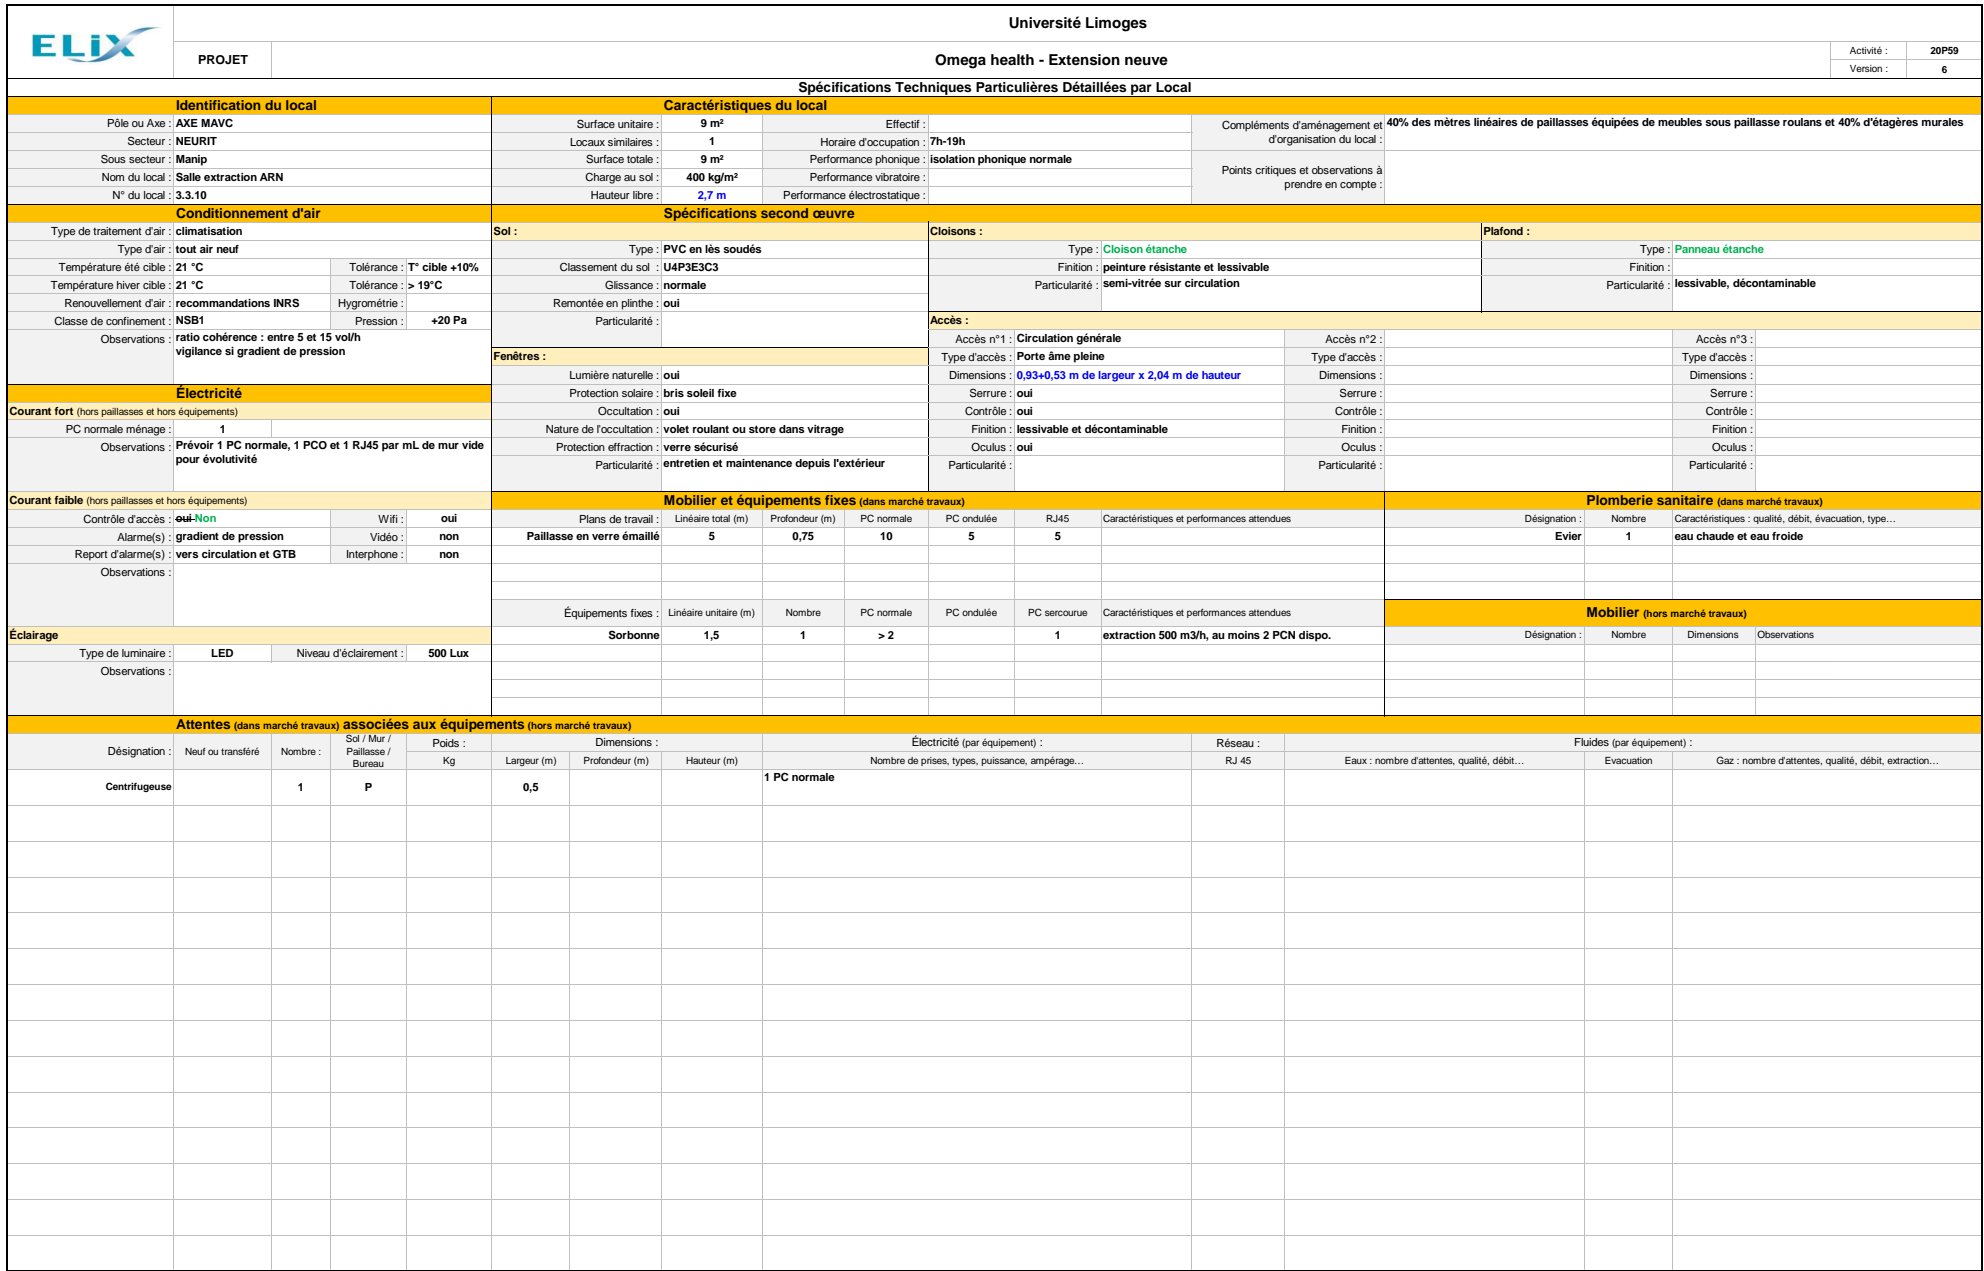 ELiX
Université Limoges
PROJET
Omega health - Extension neuve
Activité : 20P59
Version : 6
Spécifications Techniques Particulières Détaillées par Local
Identification du local
Pôle ou Axe : AXE MAVC
Secteur : NEURIT
Sous secteur : Manip
Nom du local : Salle extraction ARN
N° du local : 3.3.10
Caractéristiques du local
Surface unitaire : 9 m² Effectif :
Locaux similaires : 1 Horaire d'occupation : 7h-19h
Surface totale : 9 m² Performance phonique : isolation phonique normale
Charge au sol : 400 kg/m² Performance vibratoire :
Hauteur libre : 2,7 m Performance électrostatique :
Compléments d'aménagement et d'organisation du local : 40% des mètres linéaires de paillasses équipées de meubles sous paillasse roulans et 40% d'étagères murales
Points critiques et observations à prendre en compte :
Conditionnement d'air
Type de traitement d'air : climatisation
Type d'air : tout air neuf
Température été cible : 21 °C Tolérance : T° cible +10%
Température hiver cible : 21 °C Tolérance : > 19°C
Renouvellement d'air : recommandations INRS Hygrométrie :
Classe de confinement : NSB1 Pression : +20 Pa
Observations : ratio cohérence : entre 5 et 15 vol/h
vigilance si gradient de pression
Spécifications second œuvre
Sol :
Type : PVC en lès soudés
Classement du sol : U4P3E3C3
Glissance : normale
Remontée en plinthe : oui
Particularité :
Cloisons :
Type : Cloison étanche
Finition : peinture résistante et lessivable
Particularité : semi-vitrée sur circulation
Plafond :
Type : Panneau étanche
Finition :
Particularité : lessivable, décontaminable
Fenêtres :
Lumière naturelle : oui
Protection solaire : bris soleil fixe
Occultation : oui
Nature de l'occultation : volet roulant ou store dans vitrage
Protection effraction : verre sécurisé
Particularité : entretien et maintenance depuis l'extérieur
Accès :
Accès n°1 : Circulation générale Accès n°2 : Accès n°3 :
Type d'accès : Porte âme pleine Type d'accès : Type d'accès :
Dimensions : 0,93+0,53 m de largeur x 2,04 m de hauteur Dimensions : Dimensions :
Serrure : oui Serrure : Serrure :
Contrôle : oui Contrôle : Contrôle :
Finition : lessivable et décontaminable Finition : Finition :
Oculus : oui Oculus : Oculus :
Particularité : Particularité : Particularité :
Électricité
Courant fort (hors paillasses et hors équipements)
PC normale ménage : 1
Observations : Prévoir 1 PC normale, 1 PCO et 1 RJ45 par mL de mur vide
pour évolutivité
Courant faible (hors paillasses et hors équipements)
Contrôle d'accès : oui Non Wifi : oui
Alarme(s) : gradient de pression Vidéo : non
Report d'alarme(s) : vers circulation et GTB Interphone : non
Observations :
Éclairage
Type de luminaire : LED Niveau d'éclairement : 500 Lux
Observations :
Mobilier et équipements fixes (dans marché travaux)
Plans de travail : Linéaire total (m) Profondeur (m) PC normale PC ondulée RJ45 Caractéristiques et performances attendues
Paillasse en verre émaillé 5 0,75 10 5 5
Équipements fixes : Linéaire unitaire (m) Nombre PC normale PC ondulée PC sercourue Caractéristiques et performances attendues
Sorbonne 1,5 1 > 2 1 extraction 500 m3/h, au moins 2 PCN dispo.
Plomberie sanitaire (dans marché travaux)
Désignation : Nombre Caractéristiques : qualité, débit, évacuation, type…
Evier 1 eau chaude et eau froide
Mobilier (hors marché travaux)
Désignation : Nombre Dimensions Observations
Attentes (dans marché travaux) associées aux équipements (hors marché travaux)
Désignation : Neuf ou transféré Nombre : Sol / Mur / Paillasse / Bureau Poids : Dimensions : Électricité (par équipement) : Réseau : Fluides (par équipement) :
Kg Largeur (m) Profondeur (m) Hauteur (m) Nombre de prises, types, puissance, ampérage… RJ 45 Eaux : nombre d'attentes, qualité, débit… Evacuation Gaz : nombre d'attentes, qualité, débit, extraction…
Centrifugeuse 1 P 0,5 1 PC normale